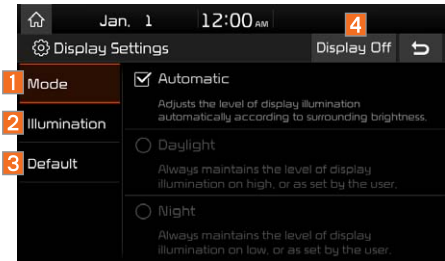 Jan. 1 12:00 AM
4
Display Settings Display Off
1 Mode
Automatic
Adjusts the level of display illumination
automatically according to surrounding brightness.
2 Illumination
Daylight
3 Default
Always maintains the level of display
illumination on high, or as set by the user.
Night
Always maintains the level of display
illumination on low, or as set by the user.